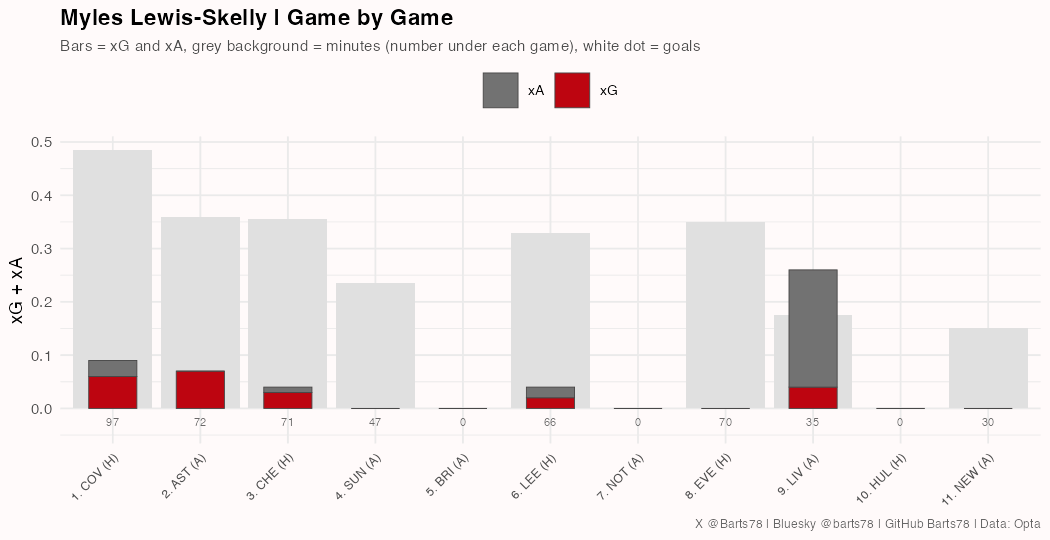 Myles Lewis-Skelly | Game by Game
Bars = xG and xA, grey background = minutes (number under each game), white dot = goals
xA xG
xG + xA
0.5
0.4
0.3
0.2
0.1
0.0
97 72 71 47 0 66 0 70 35 0 30
1. COV (H) 2. AST (A) 3. CHE (H) 4. SUN (A) 5. BRI (A) 6. LEE (H) 7. NOT (A) 8. EVE (H) 9. LIV (A) 10. HUL (H) 11. NEW (A)
X @Barts78 | Bluesky @barts78 | GitHub Barts78 | Data: Opta